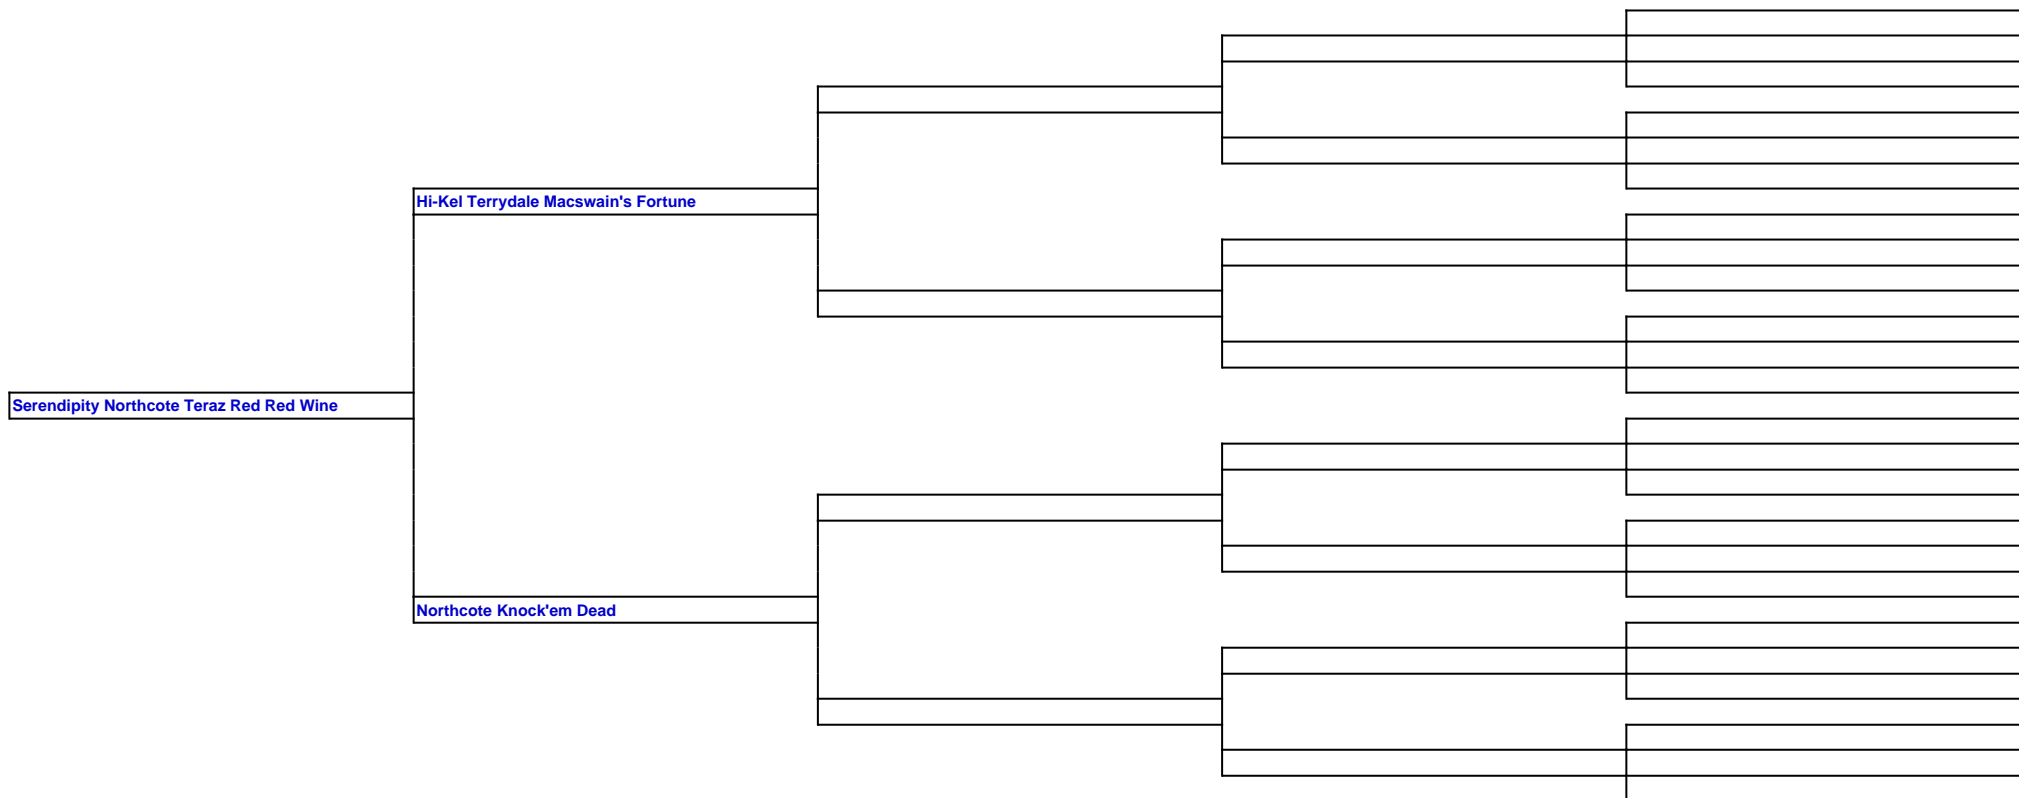 Hi-Kel Terrydale Macswain's Fortune
Serendipity Northcote Teraz Red Red Wine
Northcote Knock'em Dead